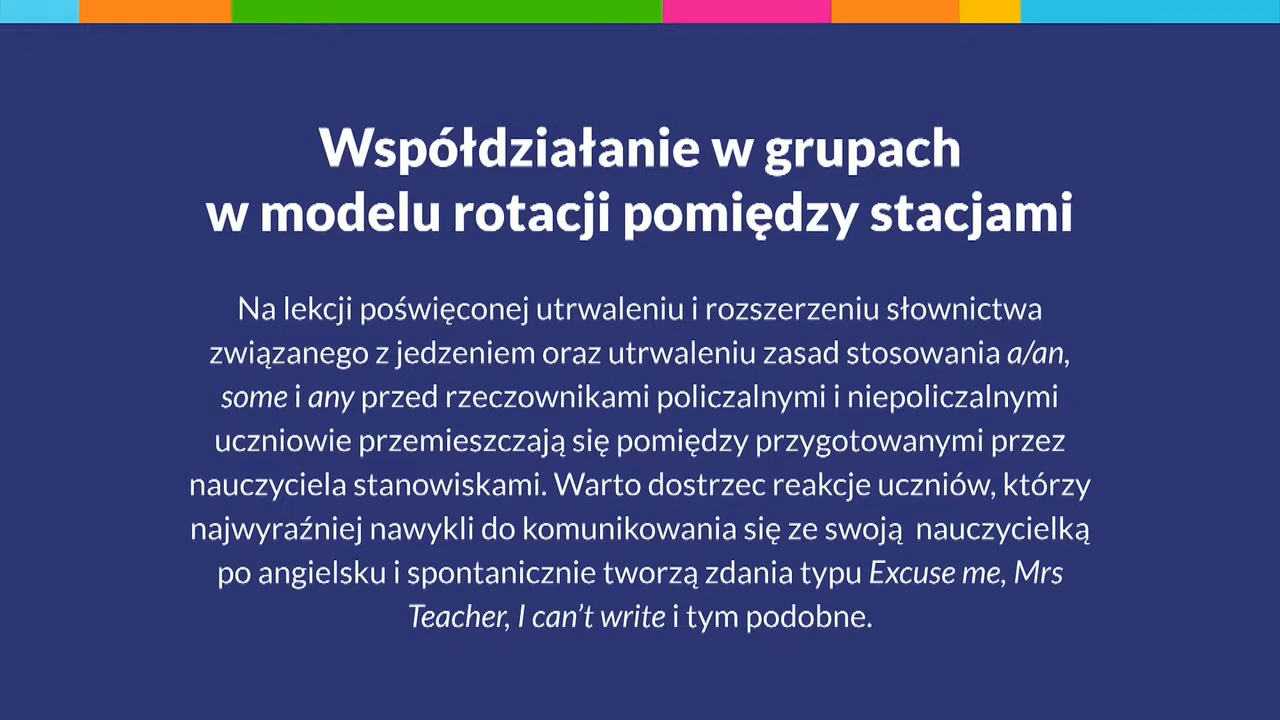 Współdziałanie w grupach
w modelu rotacji pomiędzy stacjami
Na lekcji poświęconej utrwaleniu i rozszerzeniu słownictwa
związanego z jedzeniem oraz utrwaleniu zasad stosowania a/an,
some i any przed rzeczownikami policzalnymi i niepoliczalnymi
uczniowie przemieszczają się pomiędzy przygotowanymi przez
nauczyciela stanowiskami. Warto dostrzec reakcje uczniów, którzy
najwyraźniej nawykli do komunikowania się ze swoją  nauczycielką
po angielsku i spontanicznie tworzą zdania typu Excuse me, Mrs
Teacher, I can’t write i tym podobne.